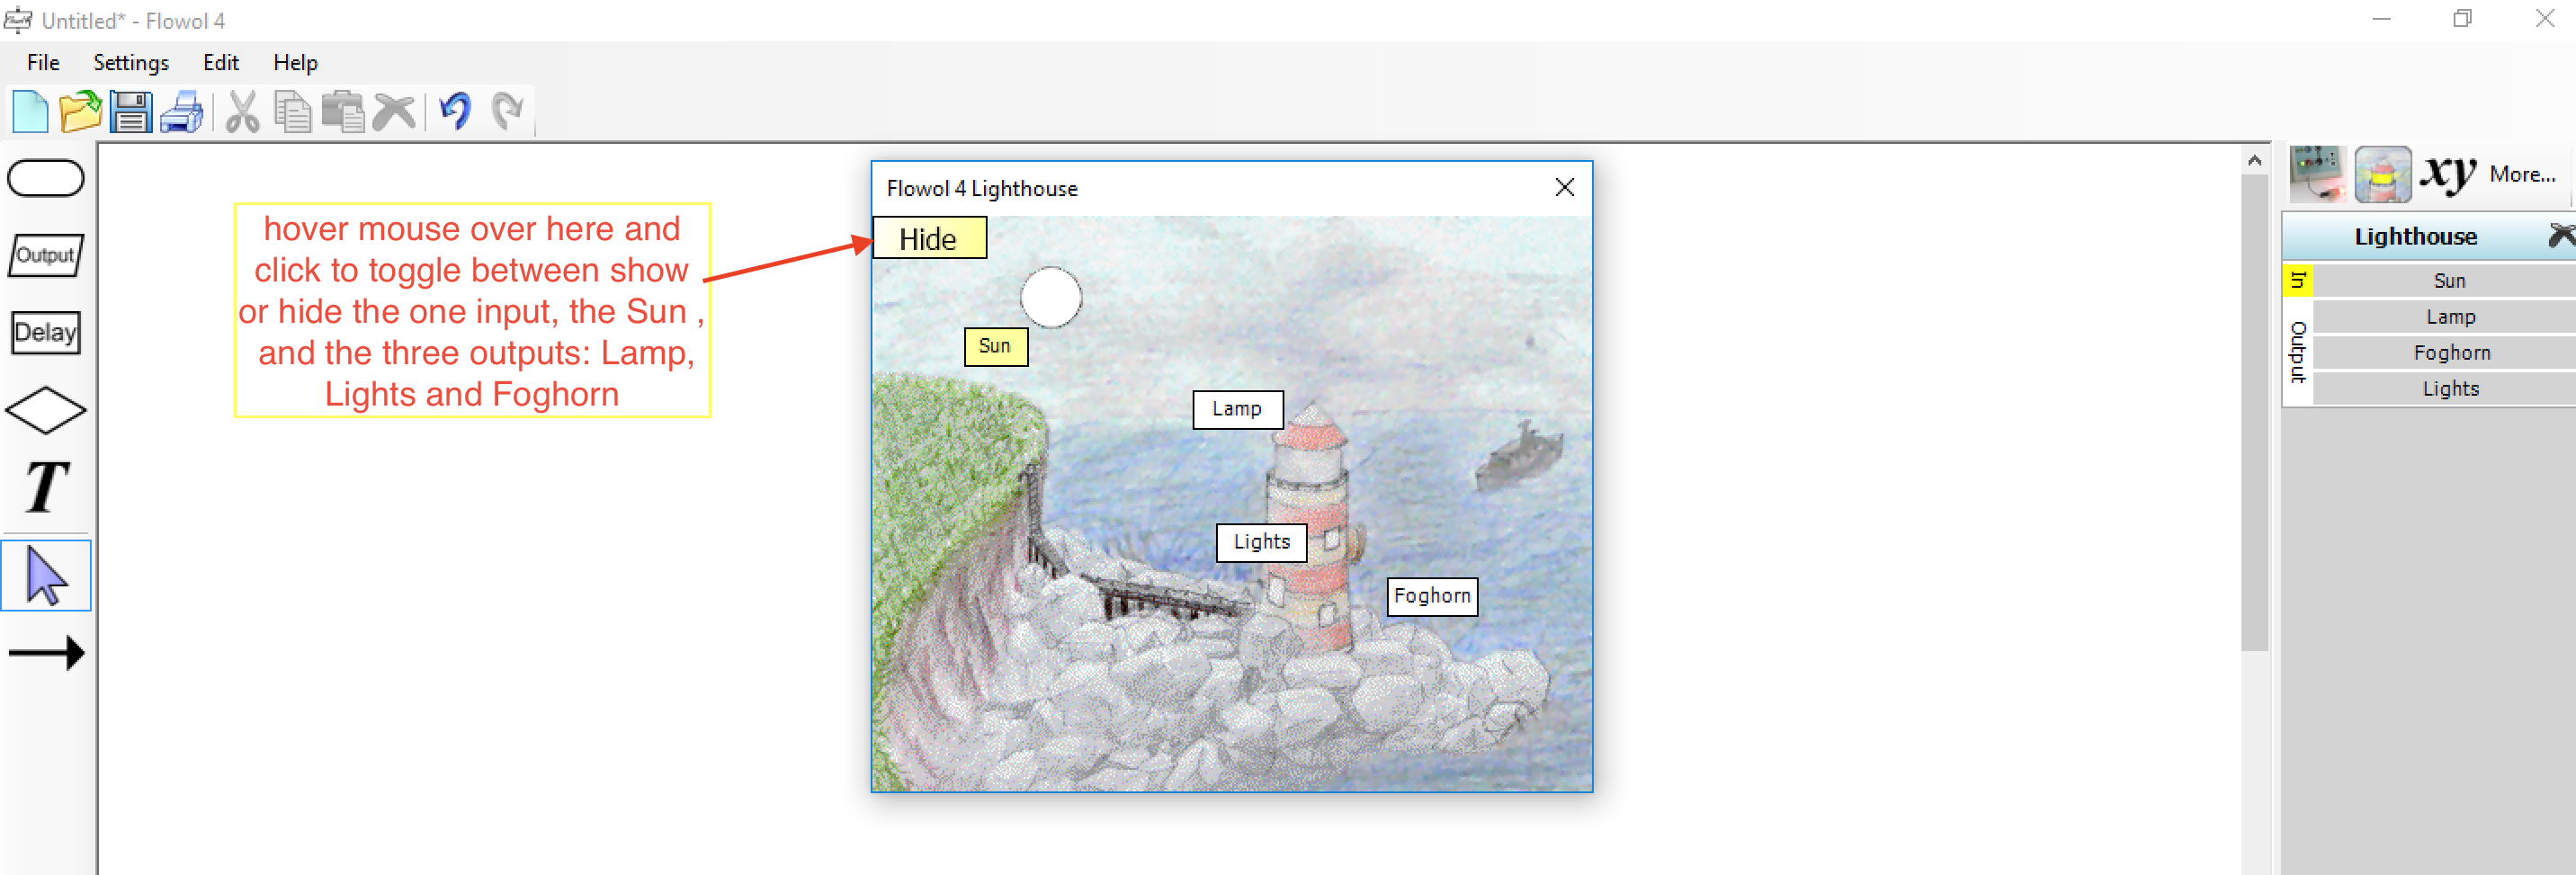 Untitled* - Flowol 4
File Settings Edit Help
Output
Delay
T
hover mouse over here and
click to toggle between show
or hide the one input, the Sun ,
and the three outputs: Lamp,
Lights and Foghorn
Flowol 4 Lighthouse
Hide
Sun
Lamp
Lights
Foghorn
xy More...
Lighthouse
In
Sun
Output
Lamp
Foghorn
Lights